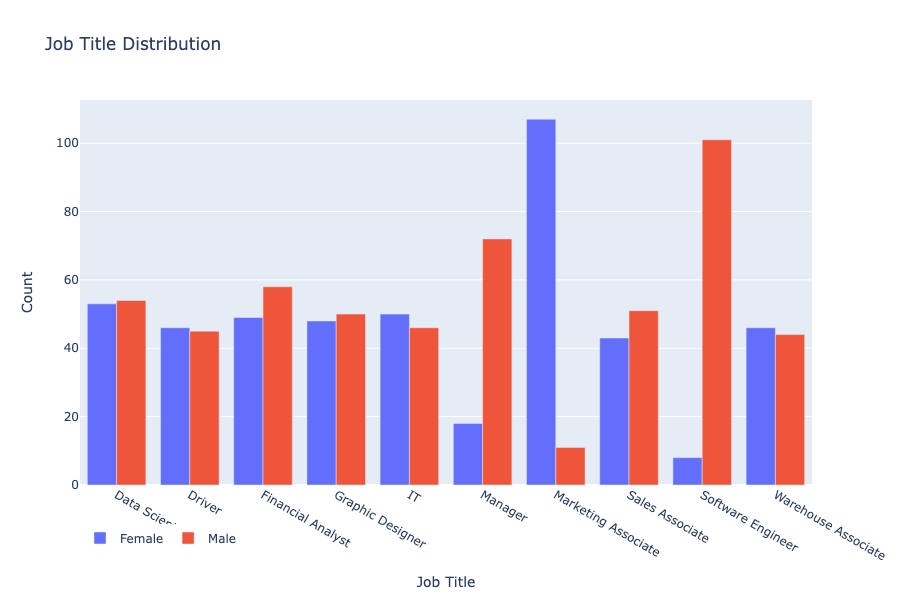 Job Title Distribution
Count
100
80
60
40
20
0
Data
Driver
Financial Analyst
Graphic Designer
IT
Manager
Marketing Associate
Sales Associate
Software Engineer
Warehouse Associate
Female
Male
Job Title